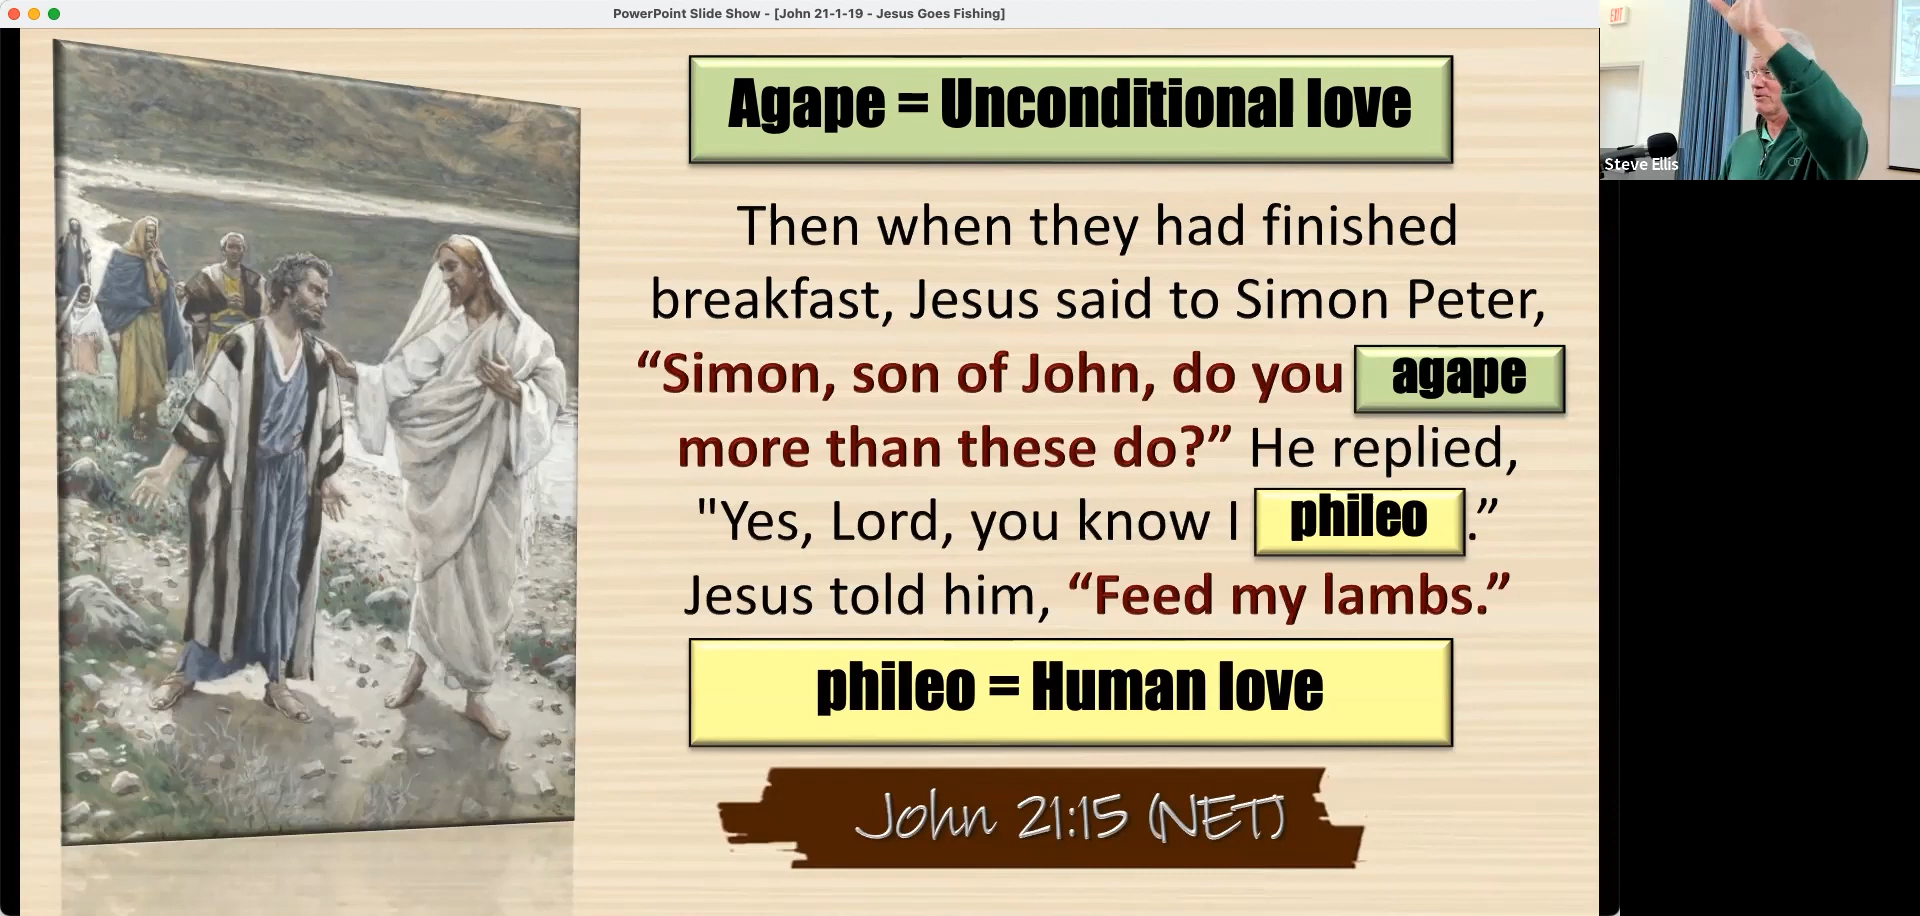 PowerPoint Slide Show - [John 21-1-19 - Jesus Goes Fishing]
EXIT
Steve Ellis
Agape = Unconditional love
Then when they had finished
breakfast, Jesus said to Simon Peter,
“Simon, son of John, do you agape
more than these do?” He replied,
"Yes, Lord, you know I phileo.”
Jesus told him, “Feed my lambs.”
phileo = Human love
John 21:15 (NET)